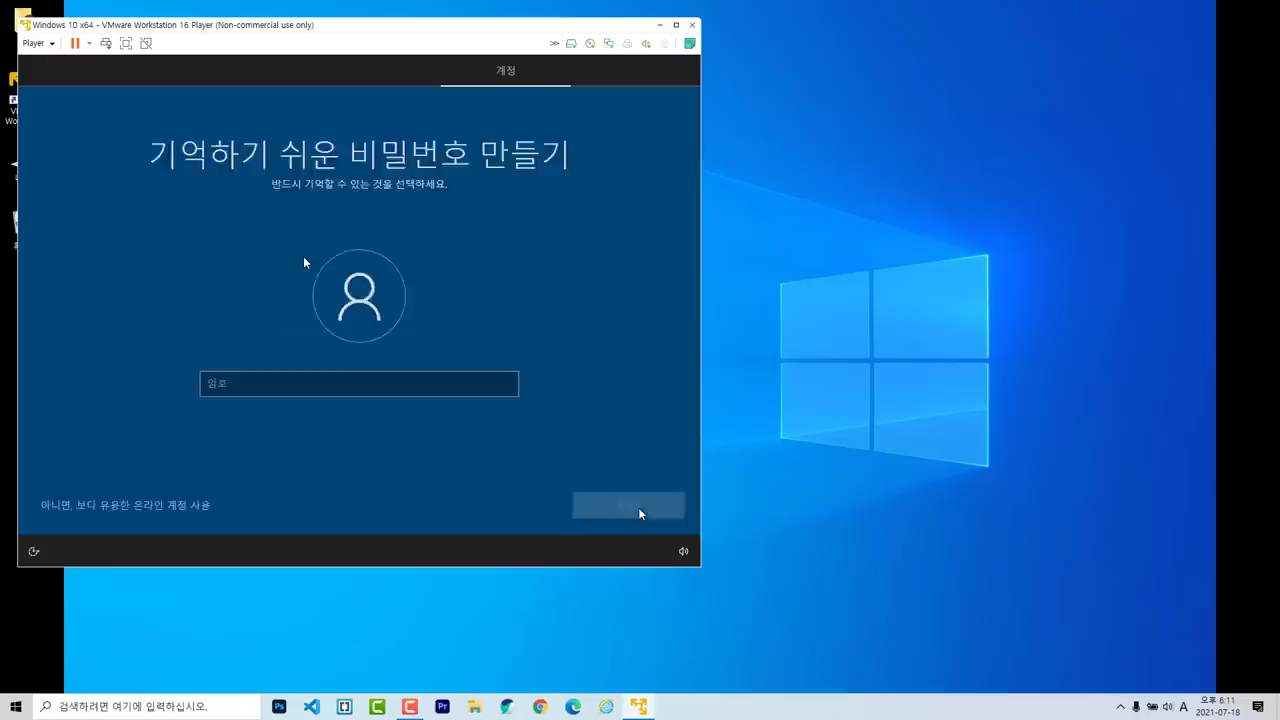 Windows 10 x64 - VMware Workstation 16 Player (Non-commercial use only)
Player
계정
기억하기 쉬운 비밀번호 만들기
반드시 기억할 수 있는 것을 선택하세요.
암호
아니면, 보다 유용한 온라인 계정 사용
검색하려면 여기에 입력하십시오.
Ps
Pr
A
오후 6:11
2021-07-18